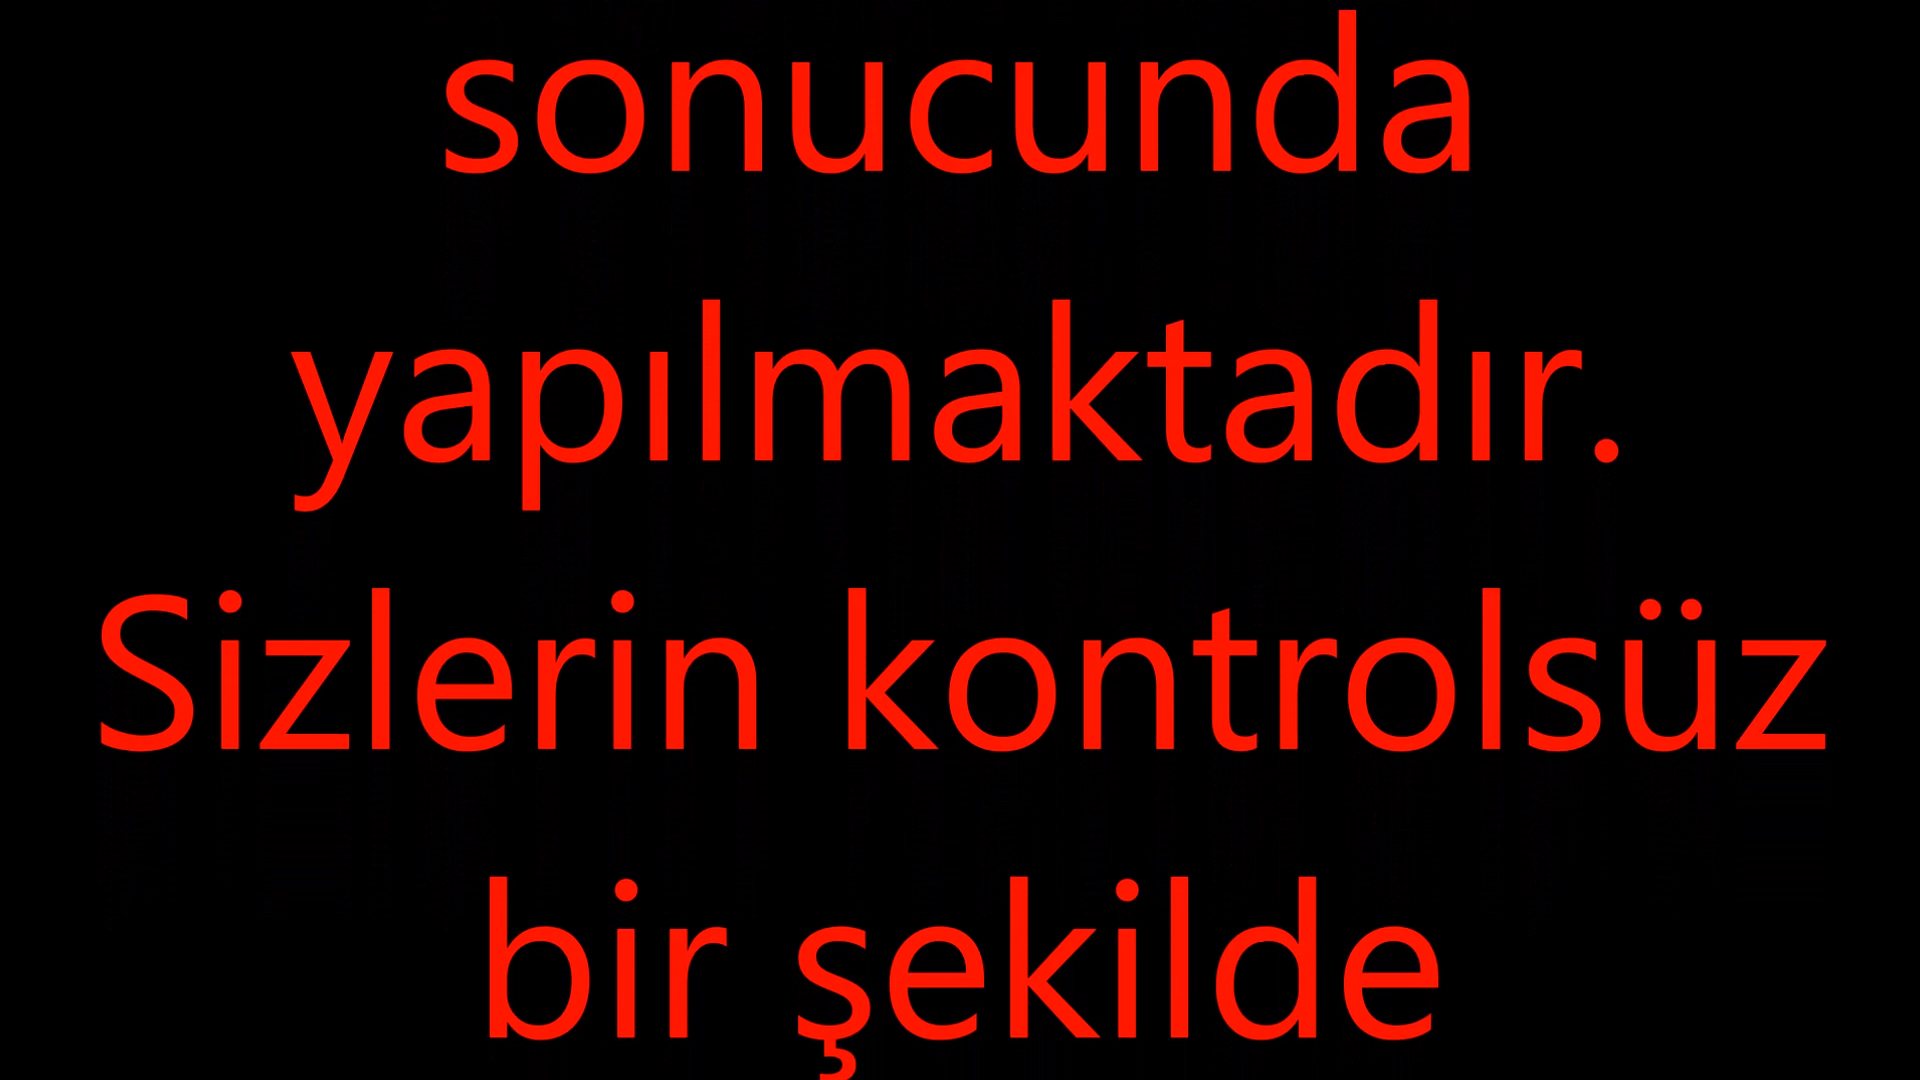 sonucunda
yapılmaktadır.
Sizlerin kontrolsüz
bir şekilde